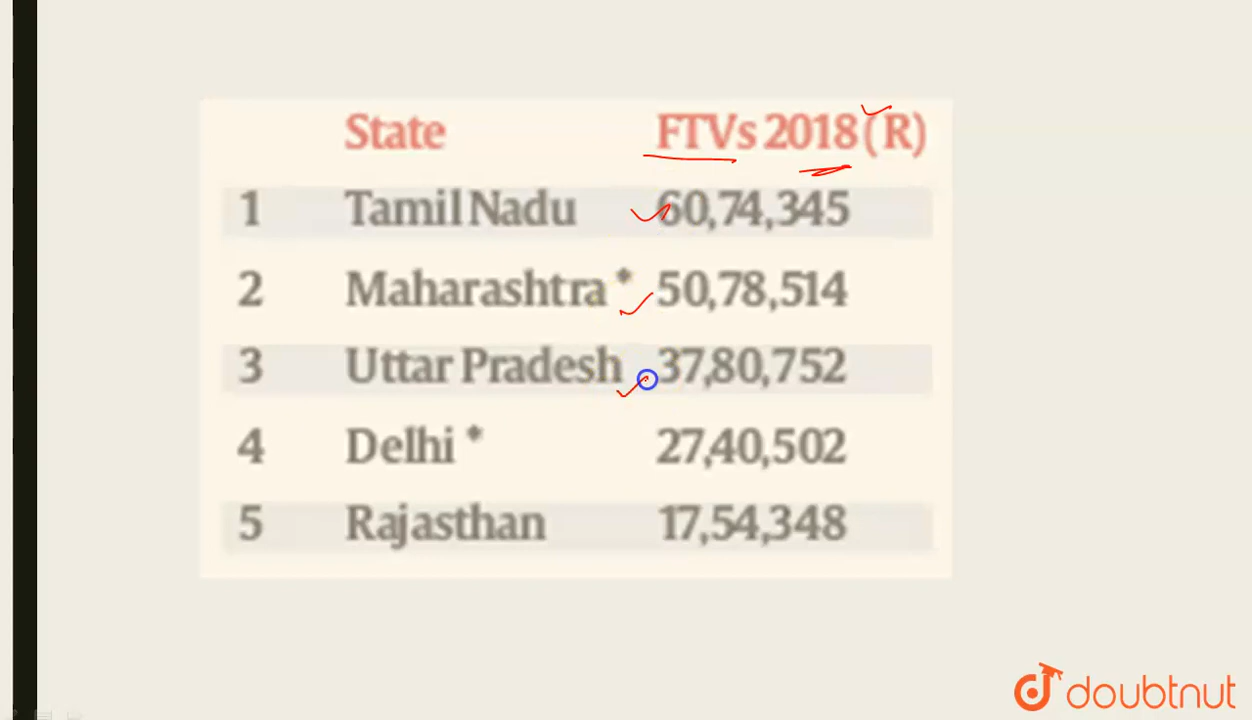 State FTVs 2018 (R)
1 Tamil Nadu 60,74,345
2 Maharashtra * 50,78,514
3 Uttar Pradesh 37,80,752
4 Delhi * 27,40,502
5 Rajasthan 17,54,348
doubtnut